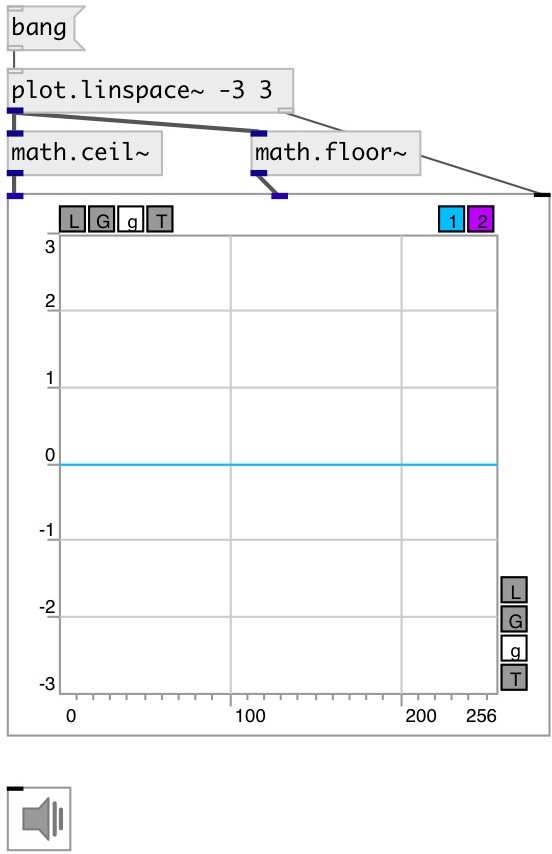 bang
plot.linspace~ -3 3
math.ceil~
math.floor~
L G g T
1 2
3
2
1
0
-1
-2
-3
L
G
g
T
0 100 200 256